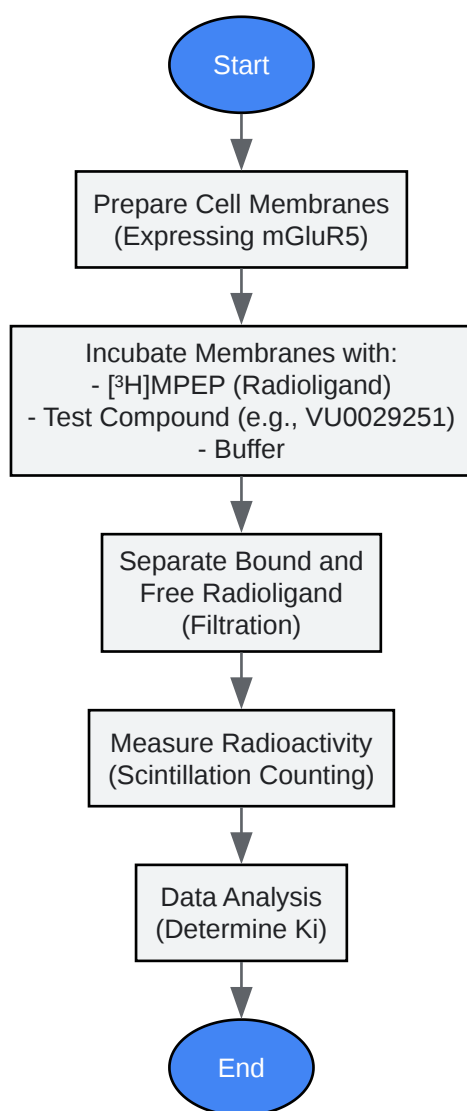 Start
Prepare Cell Membranes
(Expressing mGluR5)
Incubate Membranes with:
- [³H]MPEP (Radioligand)
- Test Compound (e.g., VU0029251)
- Buffer
Separate Bound and
Free Radioligand
(Filtration)
Measure Radioactivity
(Scintillation Counting)
Data Analysis
(Determine Ki)
End